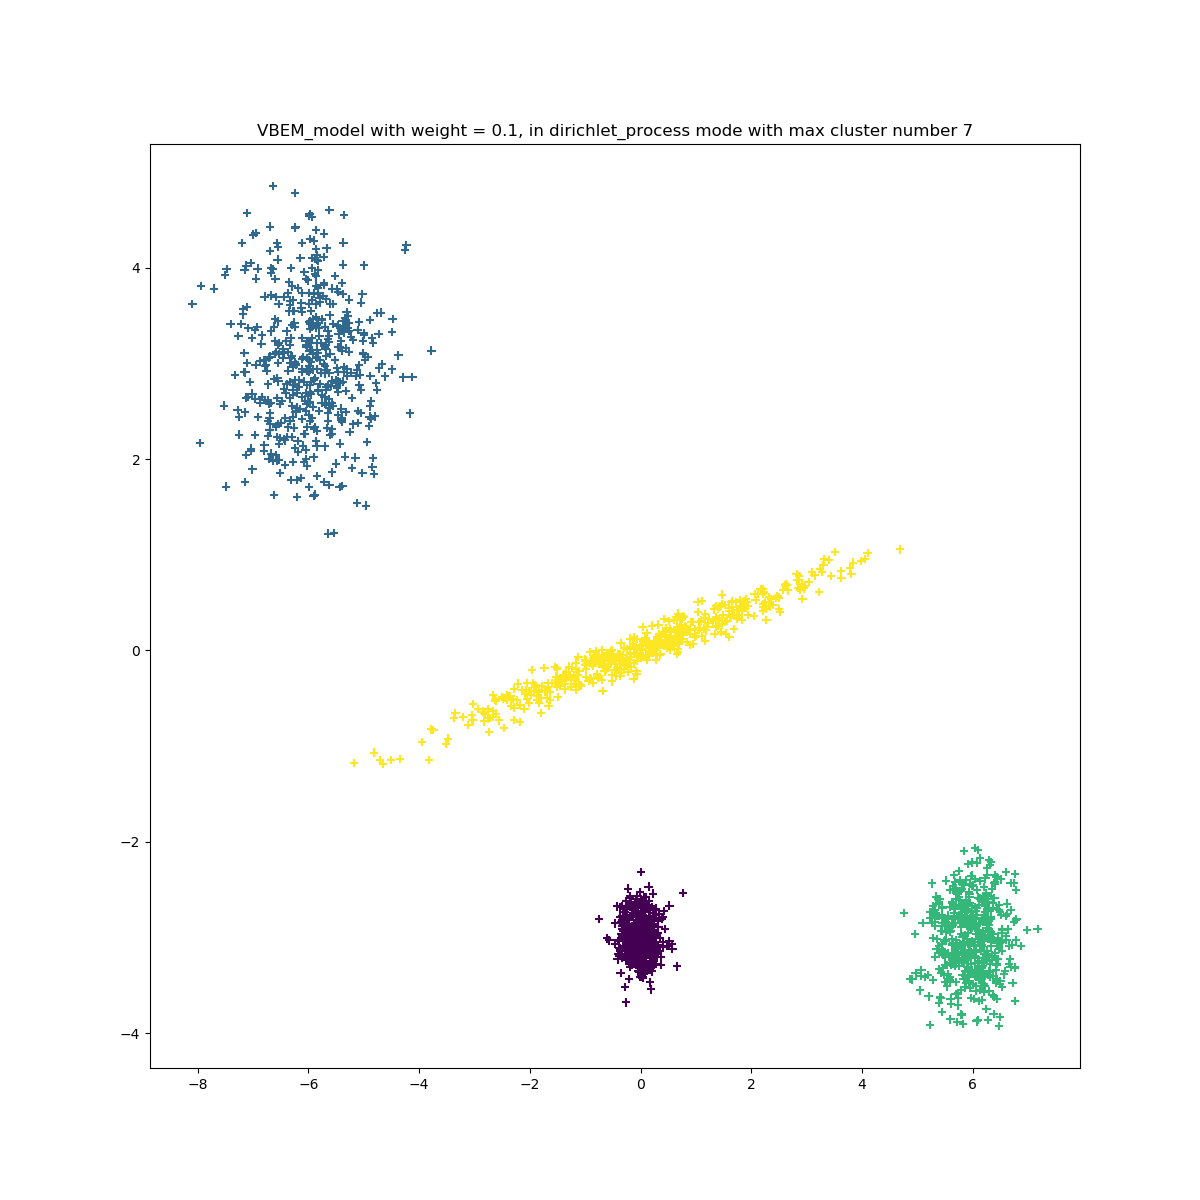 VBEM_model with weight = 0.1, in dirichlet_process mode with max cluster number 7
4
2
0
−2
−4
−8 −6 −4 −2 0 2 4 6